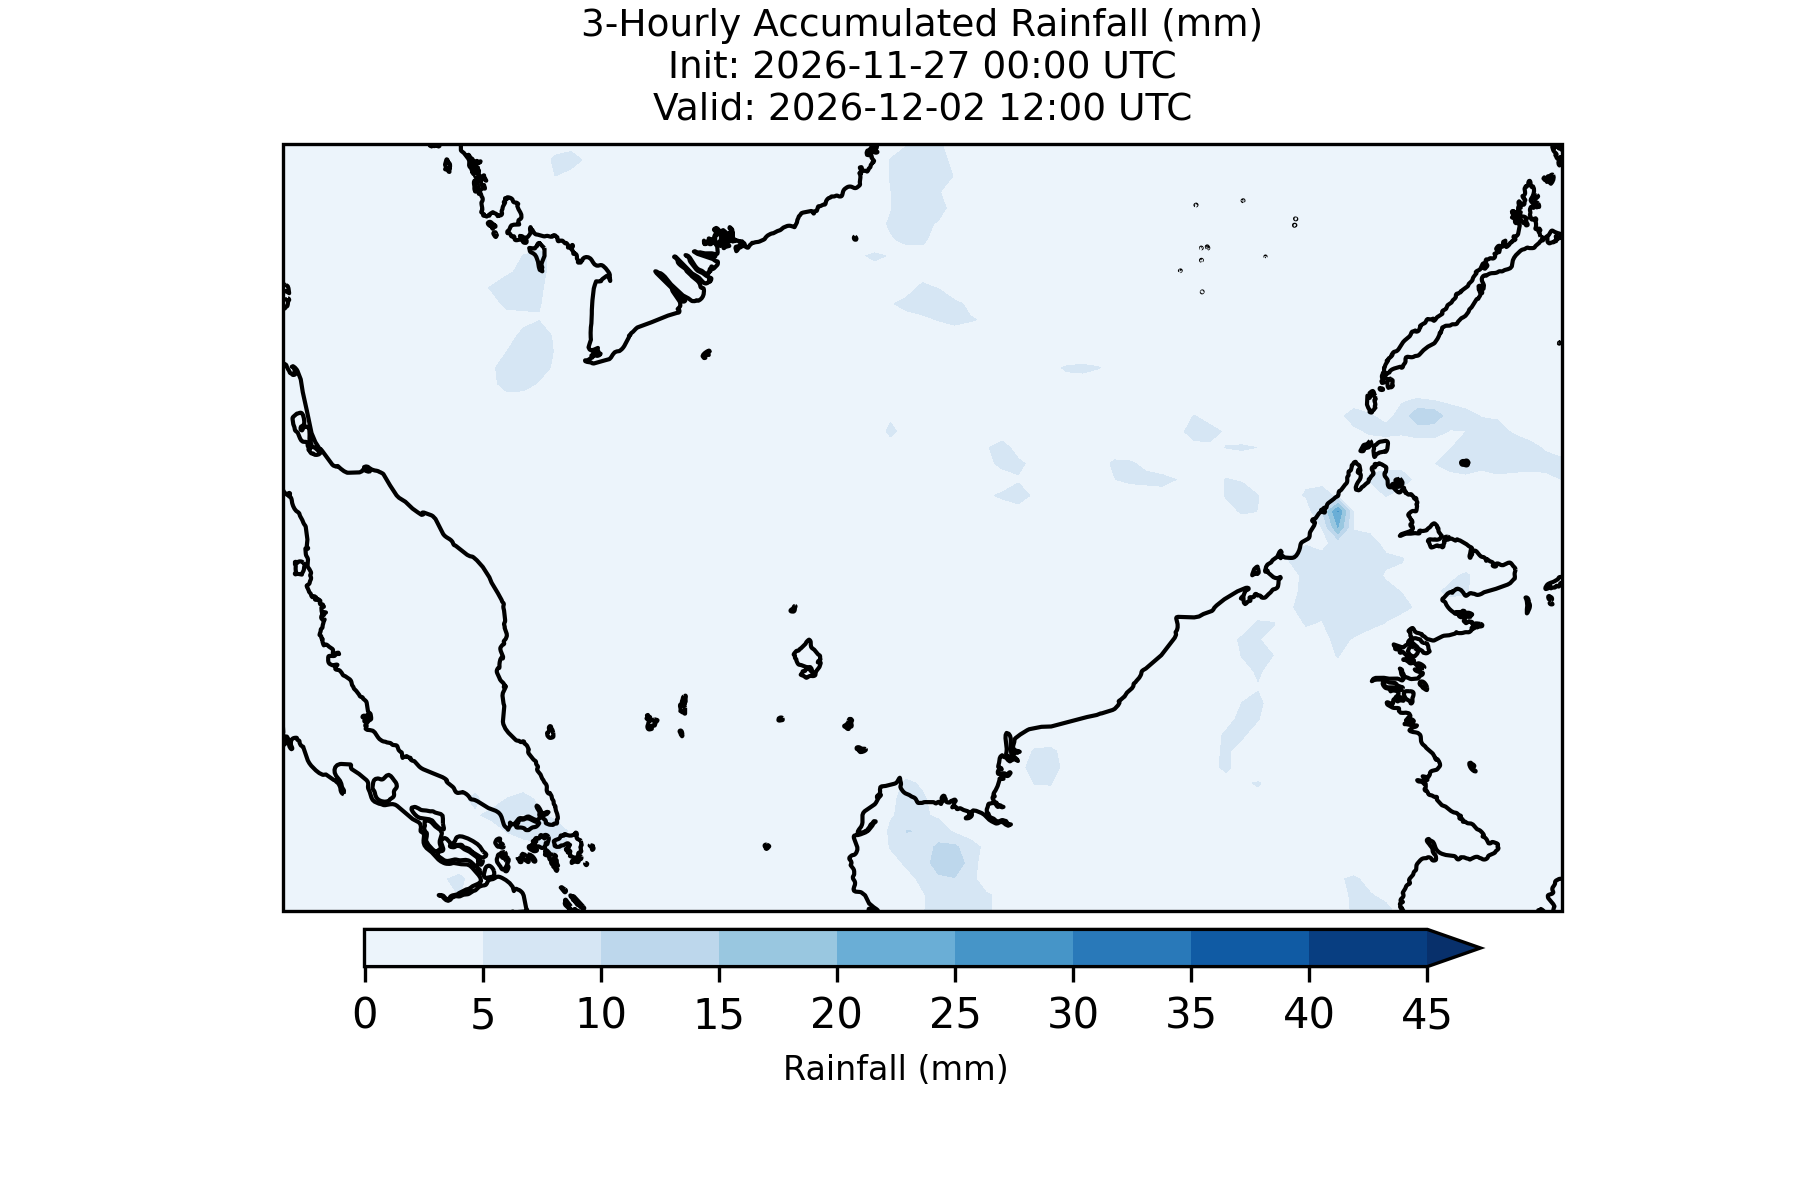 3-Hourly Accumulated Rainfall (mm)
Init: 2026-11-27 00:00 UTC
Valid: 2026-12-02 12:00 UTC
0 5 10 15 20 25 30 35 40 45
Rainfall (mm)